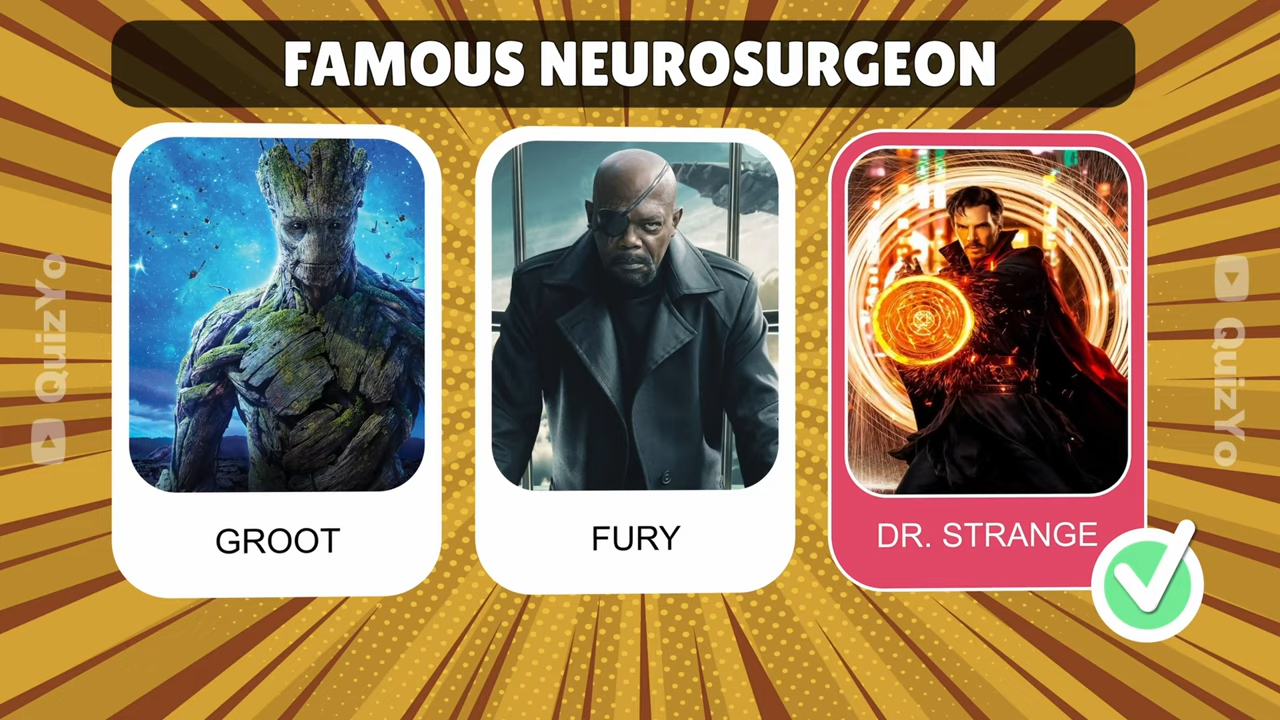 FAMOUS NEUROSURGEON
GROOT
FURY
DR. STRANGE
QuizYo
QuizYo